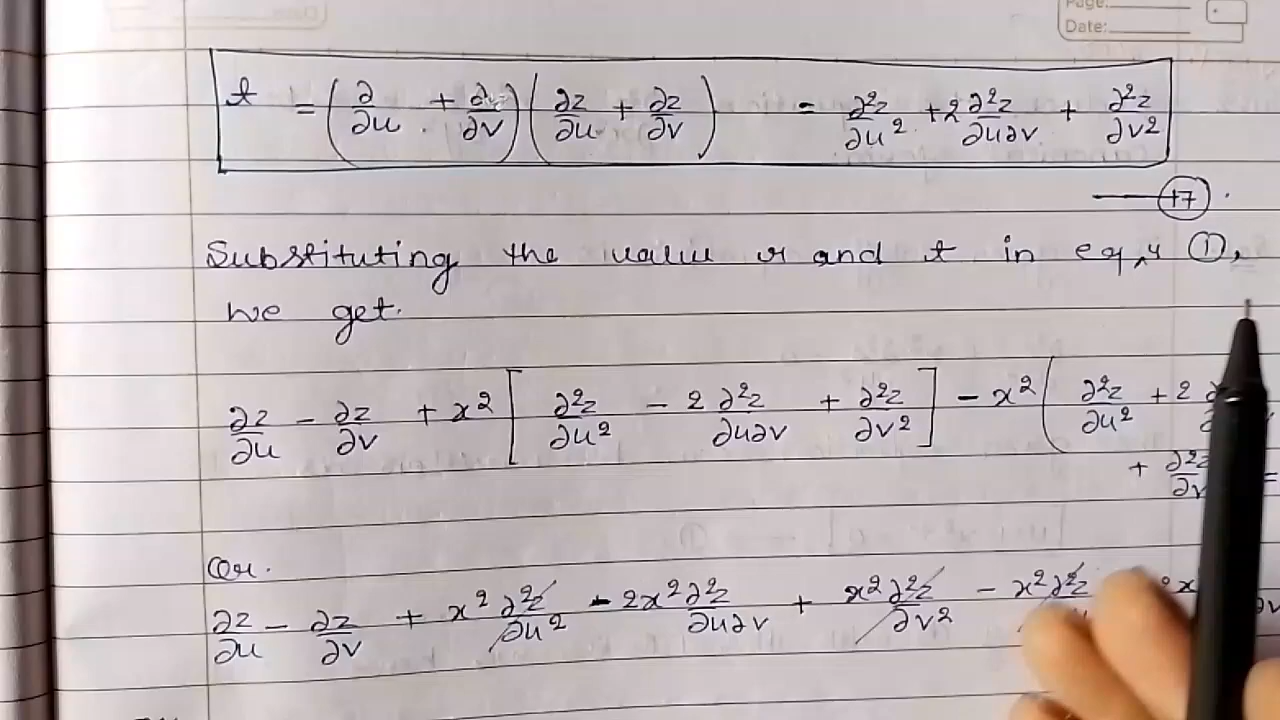 Page:
Date:
t = (∂/∂u + ∂/∂v) (∂z/∂u + ∂z/∂v) = ∂²z/∂u² + 2 ∂²z/∂u∂v + ∂²z/∂v²
— 17 .
Substituting the value r and t in eq,n ①,
we get.
∂z/∂u - ∂z/∂v + x² [ ∂²z/∂u² - 2 ∂²z/∂u∂v + ∂²z/∂v² ] - x² ( ∂²z/∂u² + 2
+ ∂²z/∂v =
Or.
∂z/∂u - ∂z/∂v + x² ∂²z/∂u² - 2x² ∂²z/∂u∂v + x² ∂²z/∂v² - x² ∂²z